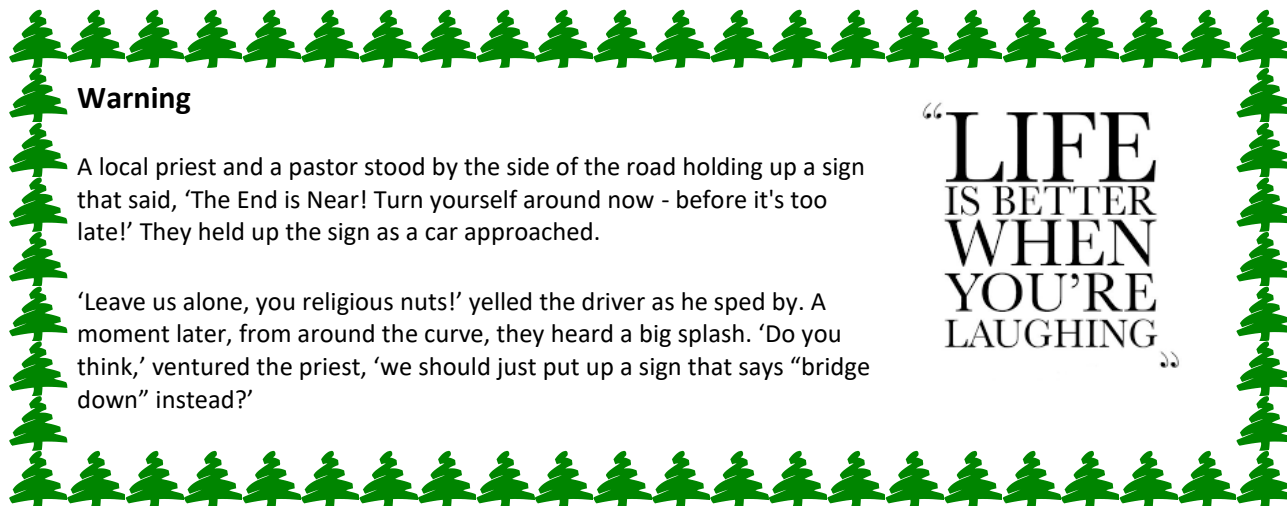 Warning
A local priest and a pastor stood by the side of the road holding up a sign
that said, ‘The End is Near! Turn yourself around now - before it's too
late!’ They held up the sign as a car approached.
‘Leave us alone, you religious nuts!’ yelled the driver as he sped by. A
moment later, from around the curve, they heard a big splash. ‘Do you
think,’ ventured the priest, ‘we should just put up a sign that says “bridge
down” instead?’
“LIFE
IS BETTER
WHEN
YOU’RE
LAUGHING”